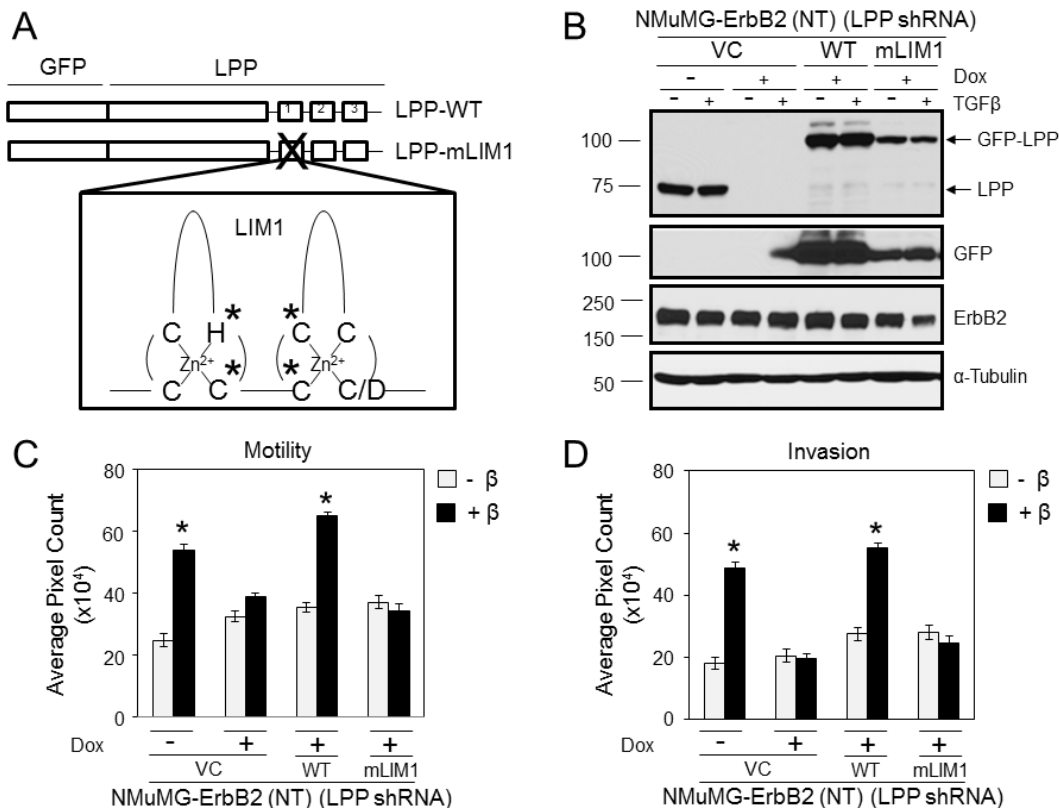 A
GFP LPP
1 2 3 LPP-WT
LPP-mLIM1
LIM1
C H * * C C
Zn2+ * * Zn2+
C C C C/D
B
NMuMG-ErbB2 (NT) (LPP shRNA)
VC WT mLIM1
- + + + Dox
- + - + - + - + TGFβ
100 GFP-LPP
75 LPP
100 GFP
250
150 ErbB2
50 α-Tubulin
C
Motility
80
60
40
20
0
Average Pixel Count
(x10⁴)
* *
- β
+ β
Dox - + + +
VC WT mLIM1
NMuMG-ErbB2 (NT) (LPP shRNA)
D
Invasion
80
60
40
20
0
Average Pixel Count
(x10⁴)
* *
- β
+ β
Dox - + + +
VC WT mLIM1
NMuMG-ErbB2 (NT) (LPP shRNA)